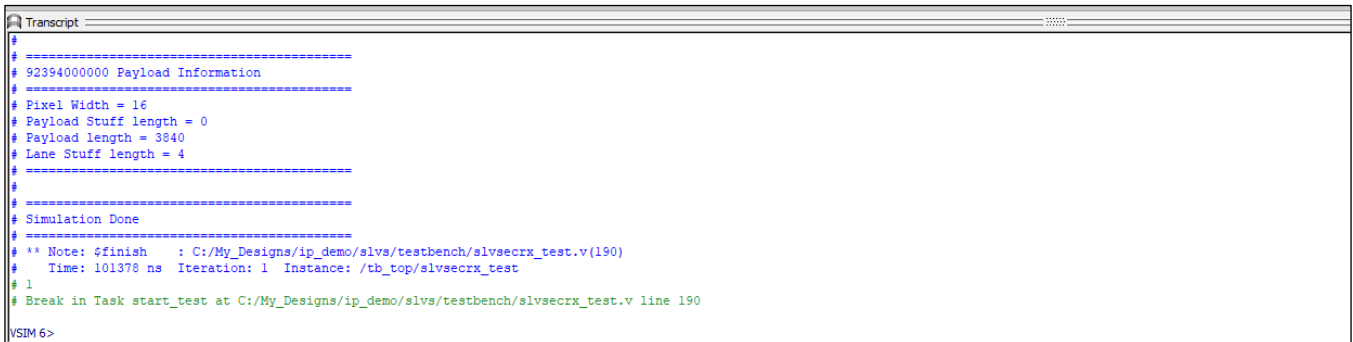 Transcript
#
# ===========================================
# 92394000000 Payload Information
# ===========================================
# Pixel Width = 16
# Payload Stuff length = 0
# Payload length = 3840
# Lane Stuff length = 4
# ===========================================
#
# ===========================================
# Simulation Done
# ===========================================
# ** Note: $finish    : C:/My_Designs/ip_demo/slvs/testbench/slvsecrx_test.v(190)
#    Time: 101378 ns  Iteration: 1  Instance: /tb_top/slvsecrx_test
# 1
# Break in Task start_test at C:/My_Designs/ip_demo/slvs/testbench/slvsecrx_test.v line 190
VSIM 6>